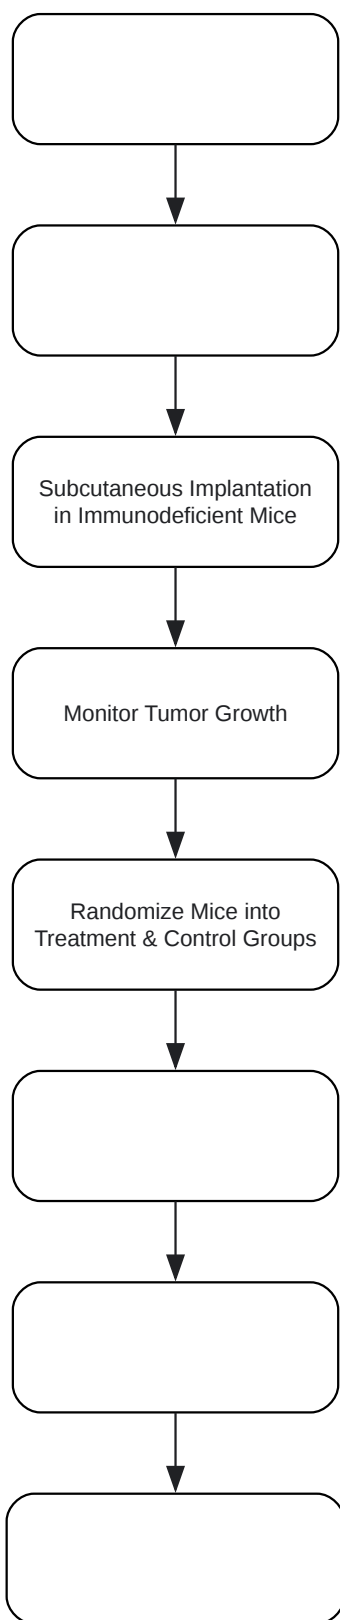 Subcutaneous Implantation
in Immunodeficient Mice
Monitor Tumor Growth
Randomize Mice into
Treatment & Control Groups